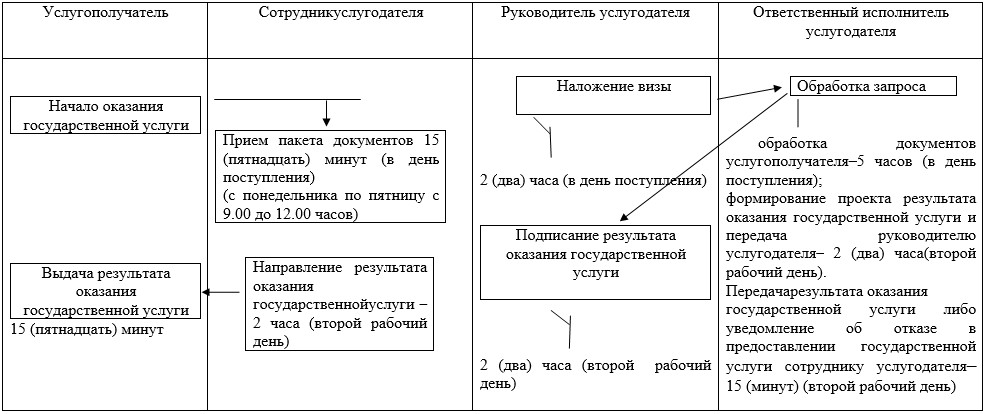 Услугополучатель
Сотрудникуслугодателя
Руководитель услугодателя
Ответственный исполнитель
услугодателя
Начало оказания
государственной услуги
Прием пакета документов 15
(пятнадцать) минут (в день
поступления)
(с понедельника по пятницу с
9.00 до 12.00 часов)
Наложение визы
2 (два) часа (в день поступления)
Обработка запроса
обработка документов
услугополучателя–5 часов (в день
поступления);
формирование проекта результата
оказания государственной услуги и
передача руководителю
услугодателя– 2 (два) часа(второй
рабочий день).
Передачарезультата оказания
государственной услуги либо
уведомление об отказе в
предоставлении государственной
услуги сотруднику услугодателя–
15 (минут) (второй рабочий день)
Подписание результата
оказания государственной
услуги
2 (два) часа (второй рабочий
день)
Направление результата
оказания
государственнойуслуги –
2 часа (второй рабочий
день)
Выдача результата
оказания
государственной услуги
15 (пятнадцать) минут